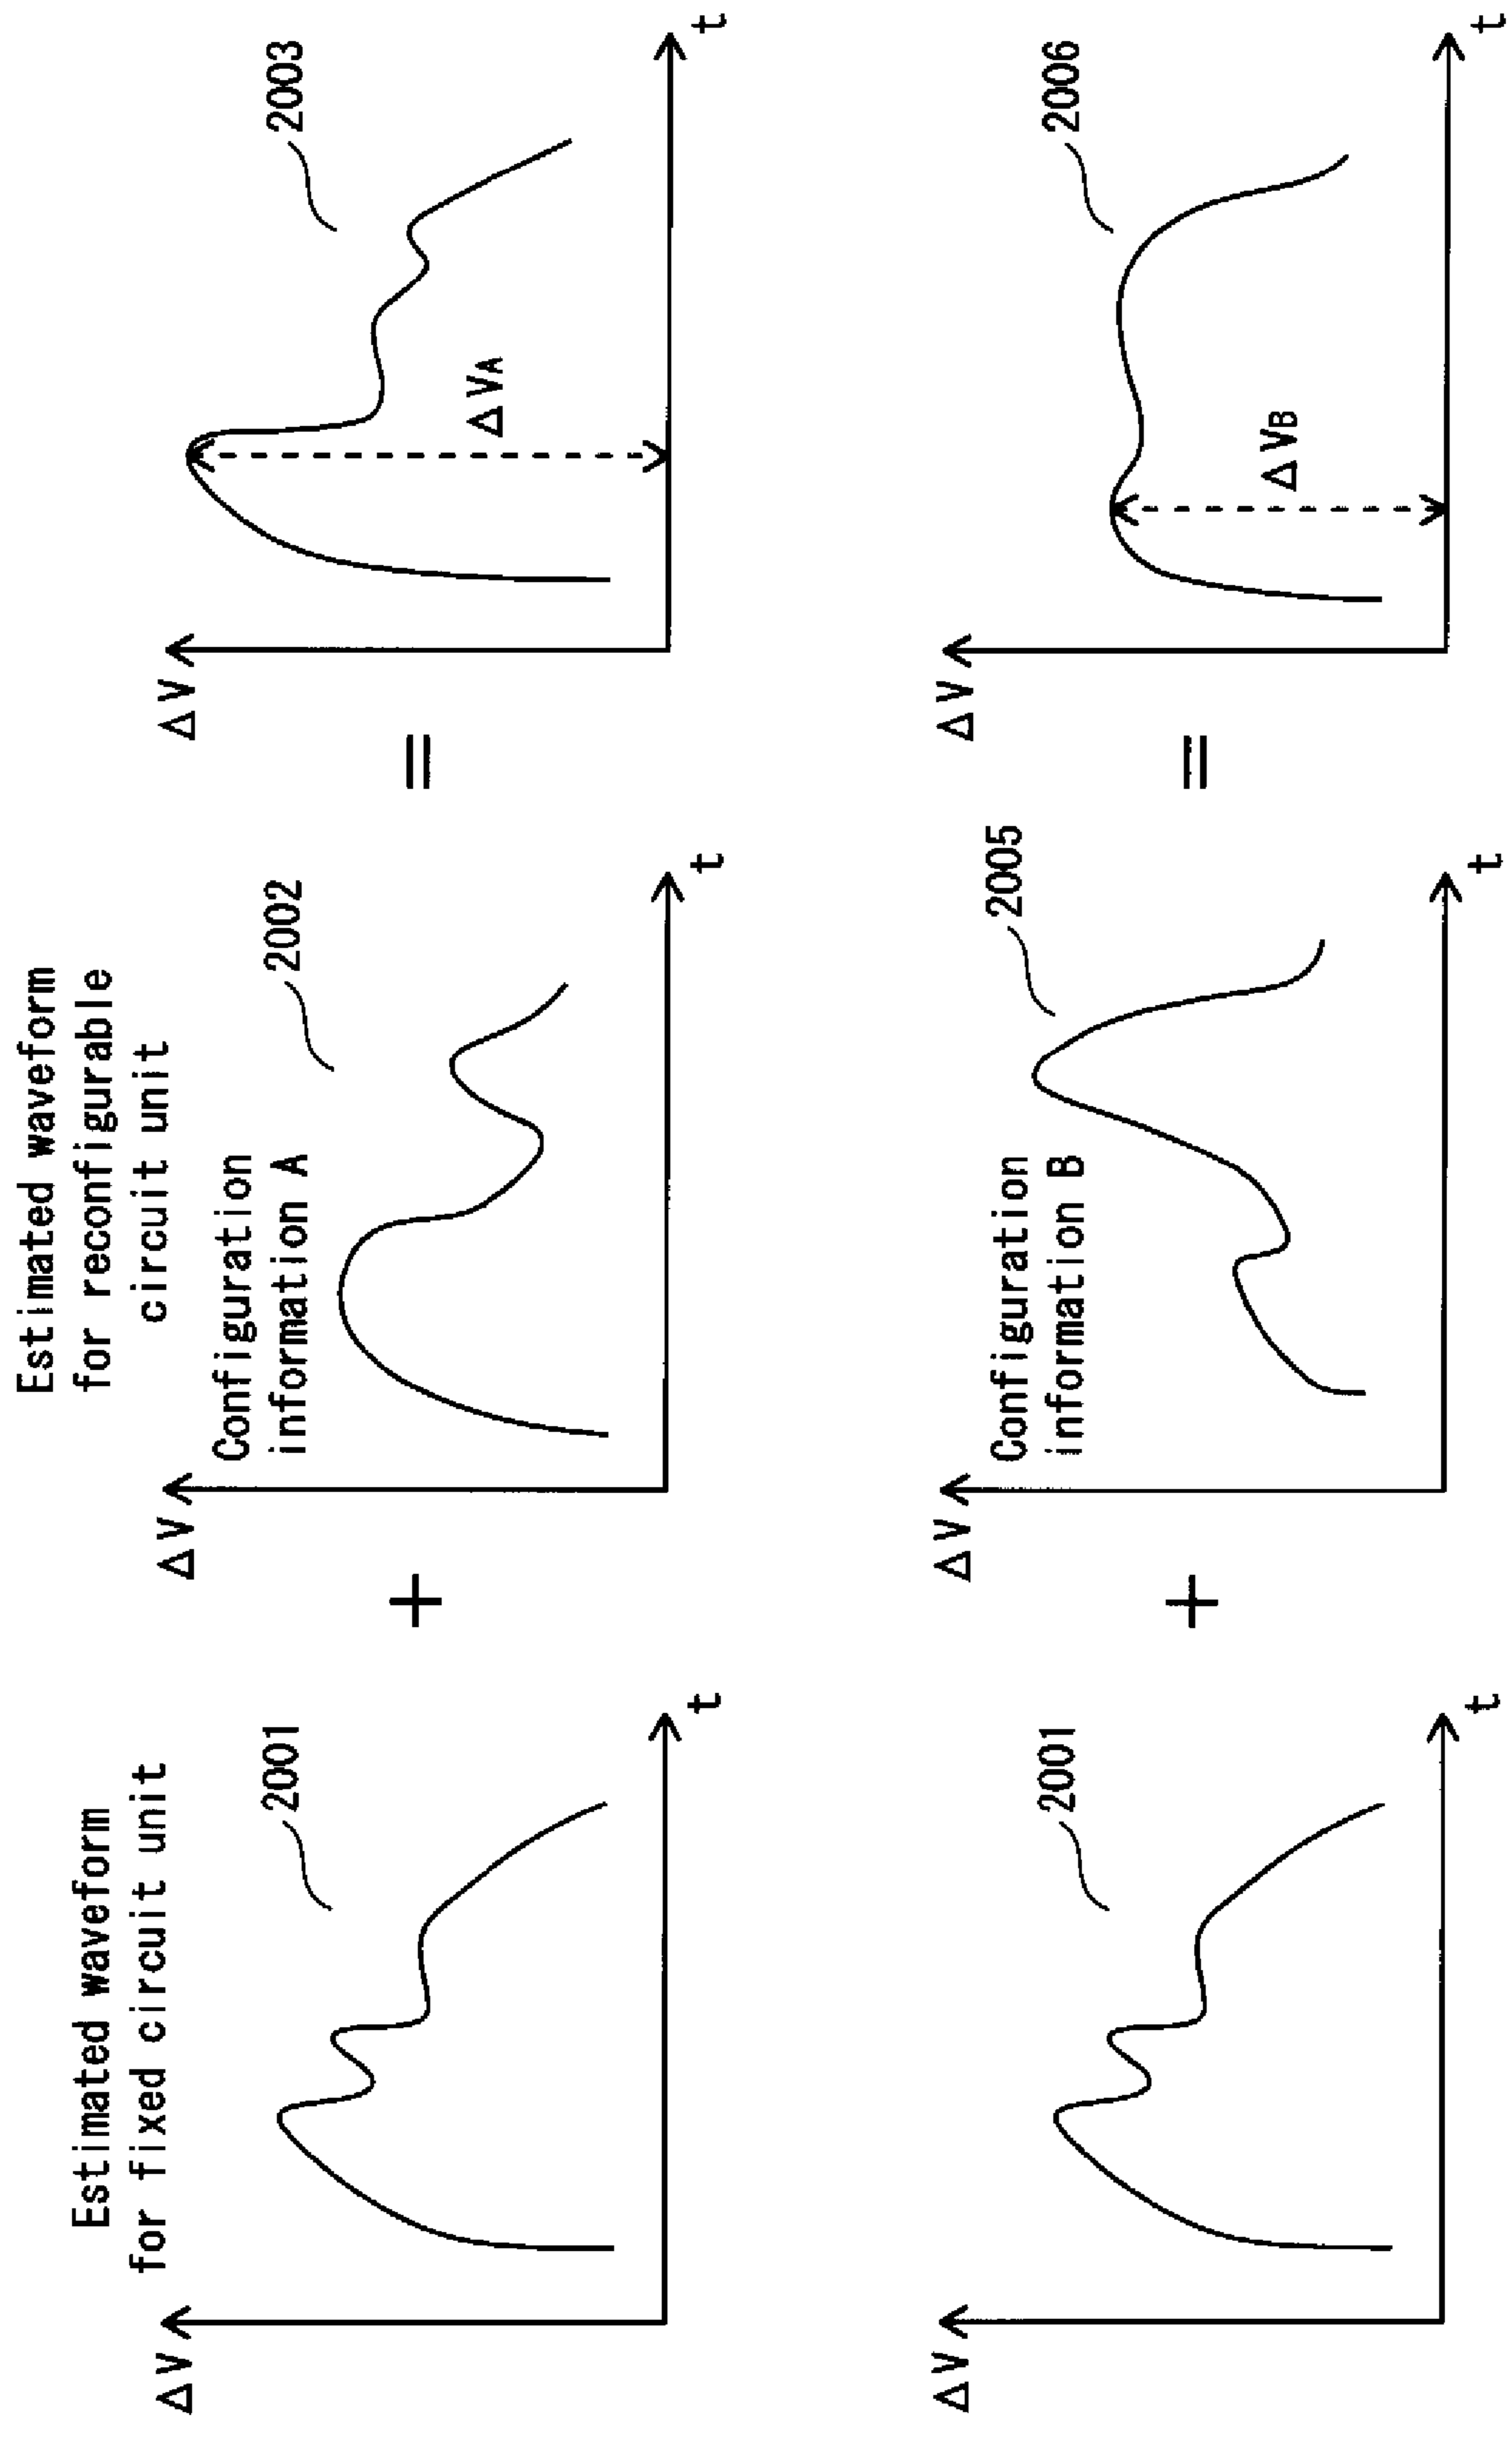 Estimated waveform
for fixed circuit unit
Estimated waveform
for reconfigurable
circuit unit
ΔV
2001
t
+
ΔV
Configuration
information A
2002
t
=
ΔV
2003
ΔVA
t
ΔV
2001
t
+
ΔV
Configuration
information B
2005
t
=
ΔV
2006
ΔVB
t